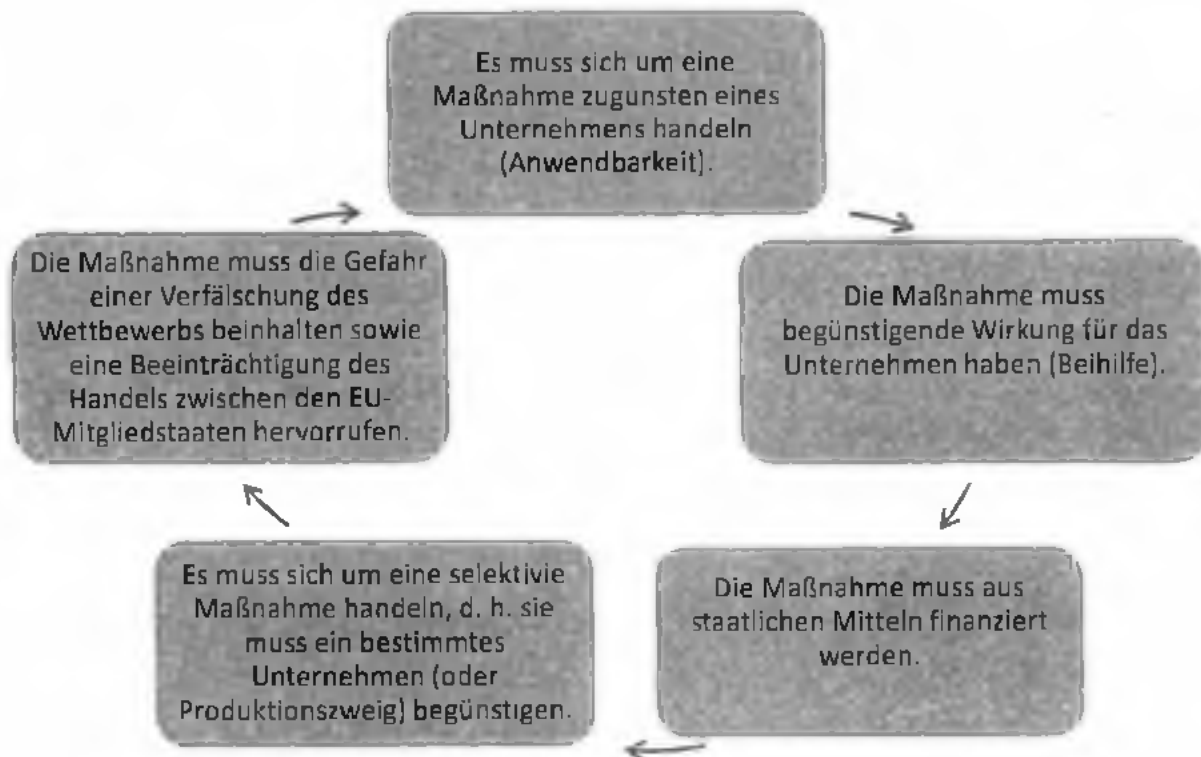 Es muss sich um eine
Maßnahme zugunsten eines
Unternehmens handeln
(Anwendbarkeit).
Die Maßnahme muss
begünstigende Wirkung für das
Unternehmen haben (Beihilfe).
Die Maßnahme muss aus
staatlichen Mitteln finanziert
werden.
Es muss sich um eine selektivie
Maßnahme handeln, d. h. sie
muss ein bestimmtes
Unternehmen (oder
Produktionszweig) begünstigen.
Die Maßnahme muss die Gefahr
einer Verfälschung des
Wettbewerbs beinhalten sowie
eine Beeinträchtigung des
Handels zwischen den EU-
Mitgliedstaaten hervorrufen.